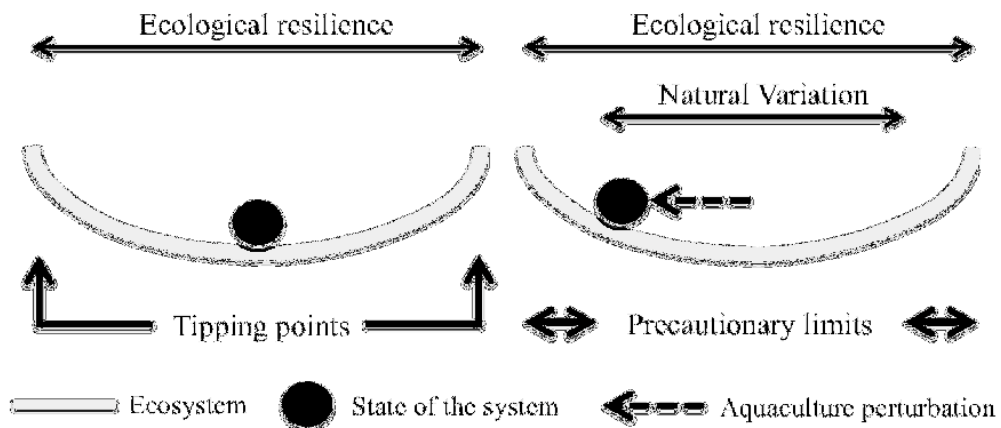 Ecological resilience
Ecological resilience
Natural Variation
Tipping points
Precautionary limits
Ecosystem
State of the system
Aquaculture perturbation